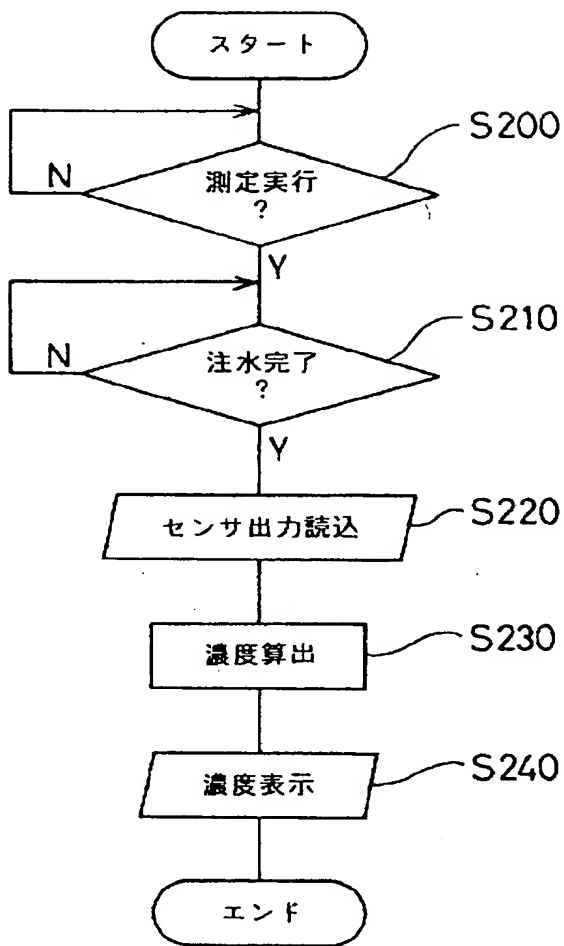 スタート
S200
N
測定実行
?
Y
S210
N
注水完了
?
Y
センサ出力読込
S220
濃度算出
S230
濃度表示
S240
エンド